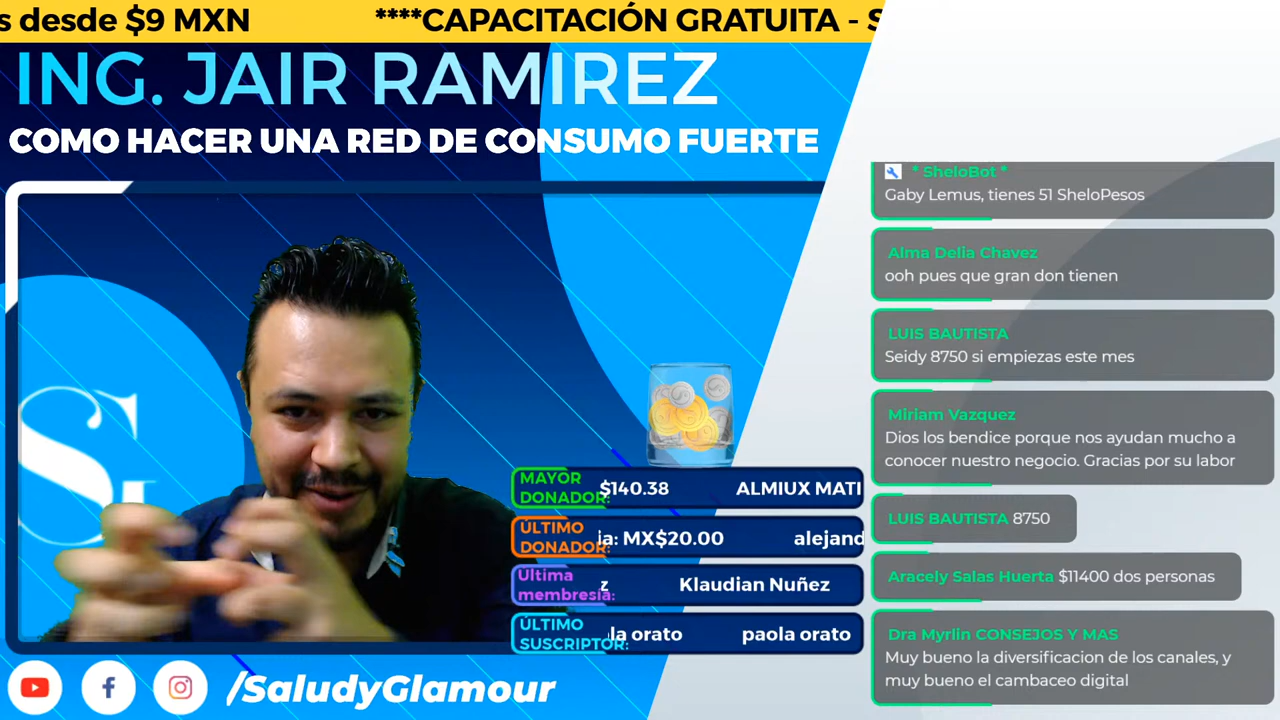 s desde $9 MXN ****CAPACITACIÓN GRATUITA - S
ING. JAIR RAMIREZ
COMO HACER UNA RED DE CONSUMO FUERTE
* SheloBot *
Gaby Lemus, tienes 51 SheloPesos
Alma Delia Chavez
ooh pues que gran don tienen
LUIS BAUTISTA
Seidy 8750 si empiezas este mes
Miriam Vazquez
Dios los bendice porque nos ayudan mucho a
conocer nuestro negocio. Gracias por su labor
LUIS BAUTISTA 8750
Aracely Salas Huerta $11400 dos personas
Dra Myrlin CONSEJOS Y MAS
Muy bueno la diversificacion de los canales, y
muy bueno el cambaceo digital
MAYOR
DONADOR:
$140.38 ALMIUX MATI
ÚLTIMO
DONADOR:
ia: MX$20.00 alejand
Ultima
membresía:
z Klaudian Nuñez
ÚLTIMO
SUSCRIPTOR:
la orato paola orato
/SaludyGlamour